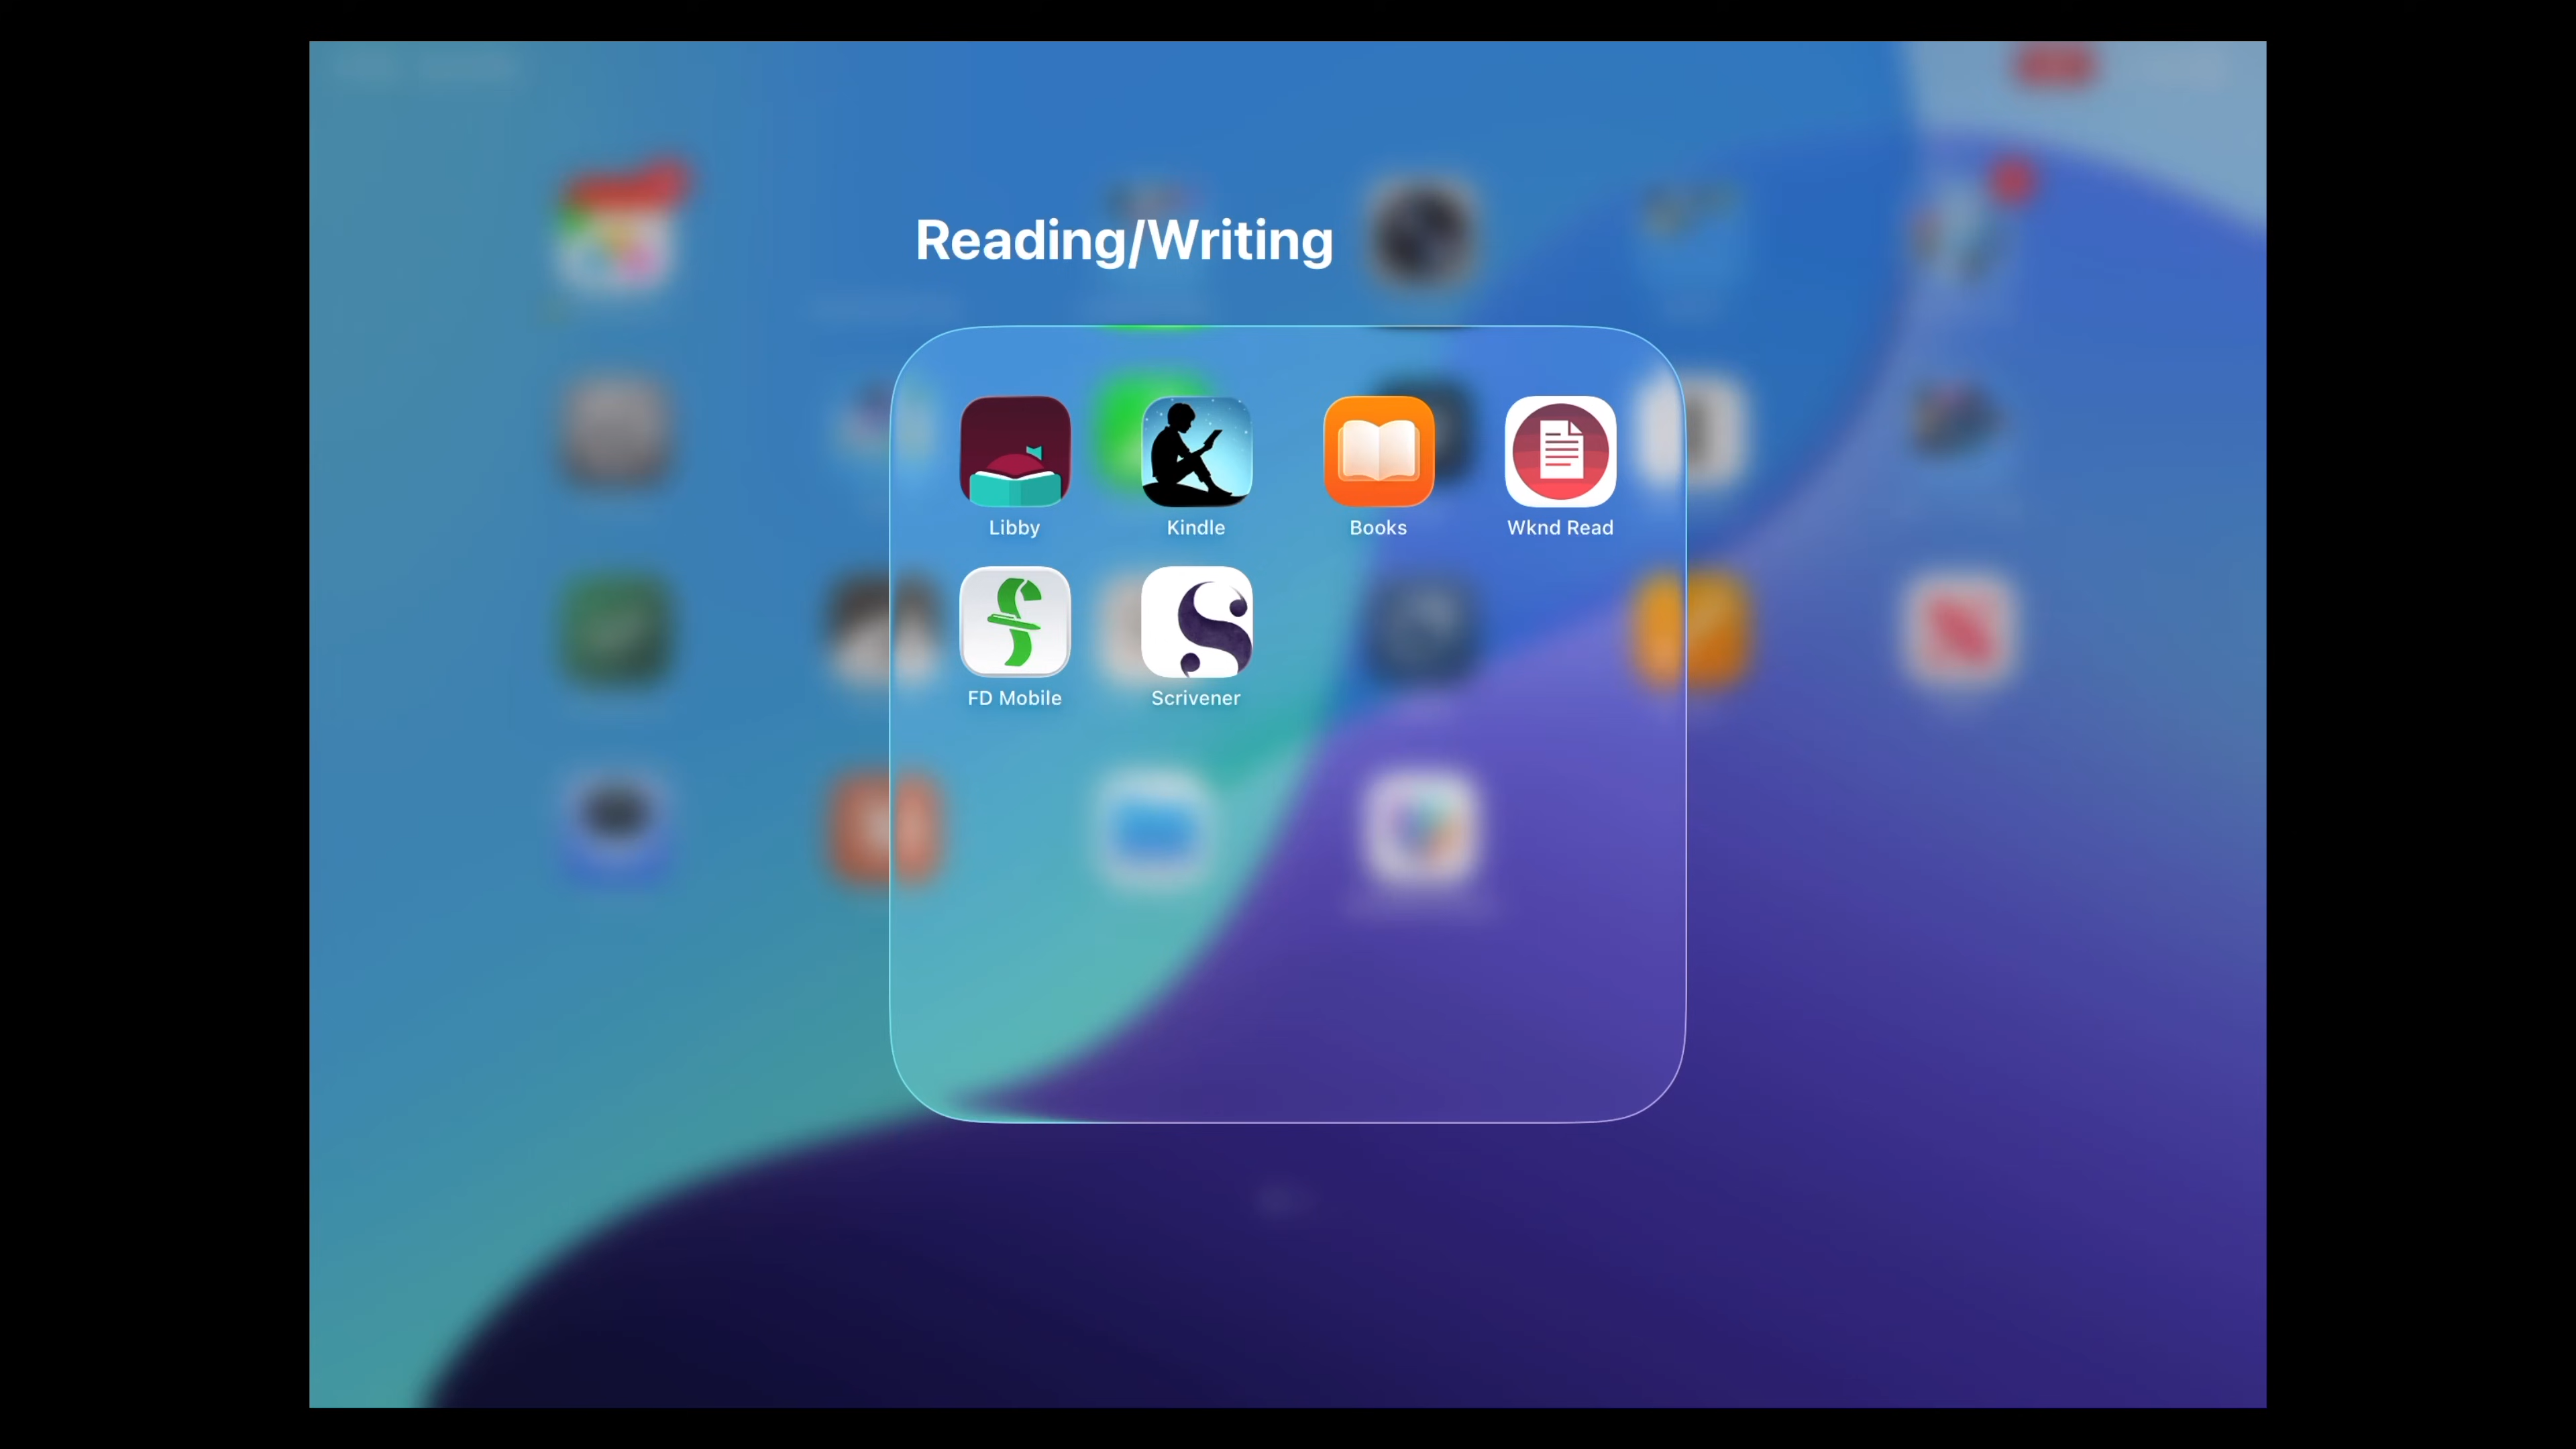 Reading/Writing
Libby
Kindle
Books
Wknd Read
FD Mobile
Scrivener